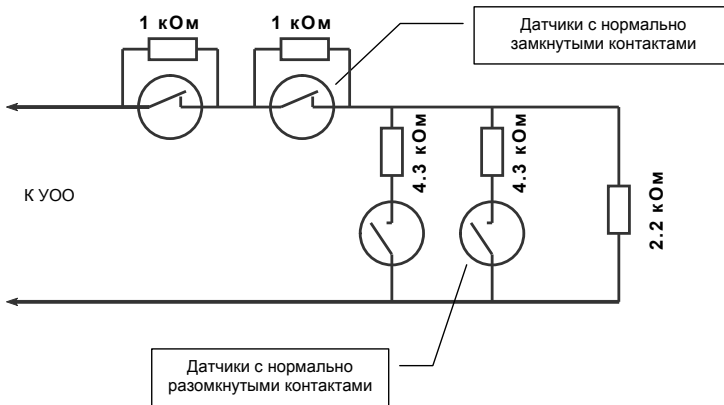 1 кОм
1 кОм
Датчики с нормально
замкнутыми контактами
4.3 кОм
4.3 кОм
2.2 кОм
К УОО
Датчики с нормально
разомкнутыми контактами